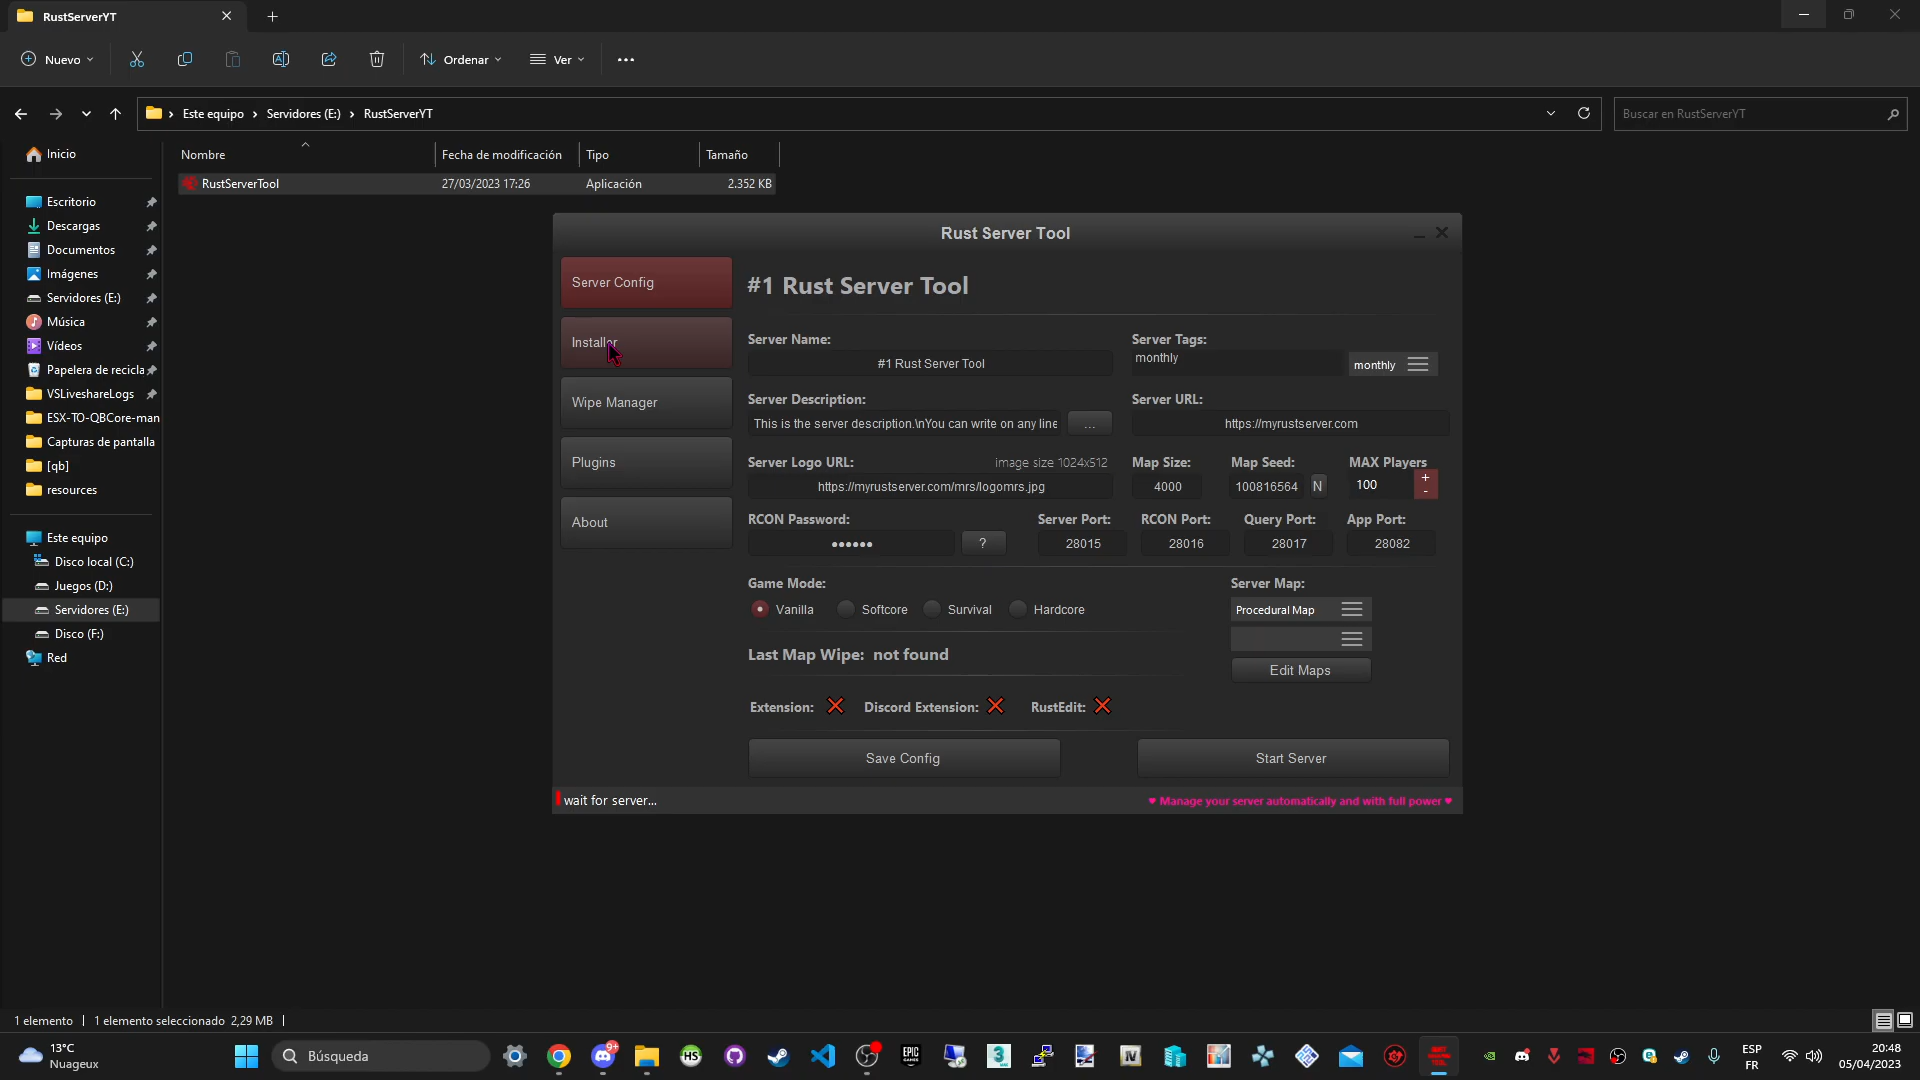 RustServerYT
Nuevo
Ordenar
Ver
Este equipo
Servidores (E:)
RustServerYT
Buscar en RustServerYT
Inicio
Nombre
Fecha de modificación
Tipo
Tamaño
RustServerTool
27/03/2023 17:26
Aplicación
2.352 KB
Escritorio
Descargas
Documentos
Imágenes
Servidores (E:)
Música
Vídeos
Papelera de recicla
VSLiveshareLogs
ESX-TO-QBCore-man
Capturas de pantalla
[qb]
resources
Este equipo
Disco local (C:)
Juegos (D:)
Servidores (E:)
Disco (F:)
Red
Rust Server Tool
Server Config
Installer
Wipe Manager
Plugins
About
#1 Rust Server Tool
Server Name:
#1 Rust Server Tool
Server Tags:
monthly
monthly
Server Description:
This is the server description.\nYou can write on any line
...
Server URL:
https://myrustserver.com
Server Logo URL:
image size 1024x512
https://myrustserver.com/mrs/logomrs.jpg
Map Size:
4000
Map Seed:
100816564
N
MAX Players
100
+
-
RCON Password:
••••••
?
Server Port:
28015
RCON Port:
28016
Query Port:
28017
App Port:
28082
Game Mode:
Vanilla
Softcore
Survival
Hardcore
Server Map:
Procedural Map
Edit Maps
Last Map Wipe: not found
Extension:
Discord Extension:
RustEdit:
Save Config
Start Server
wait for server...
♥ Manage your server automatically and with full power ♥
1 elemento
1 elemento seleccionado 2,29 MB
13°C
Nuageux
Búsqueda
9+
HS
EPIC
GAMES
3
IV
ESP
FR
20:48
05/04/2023